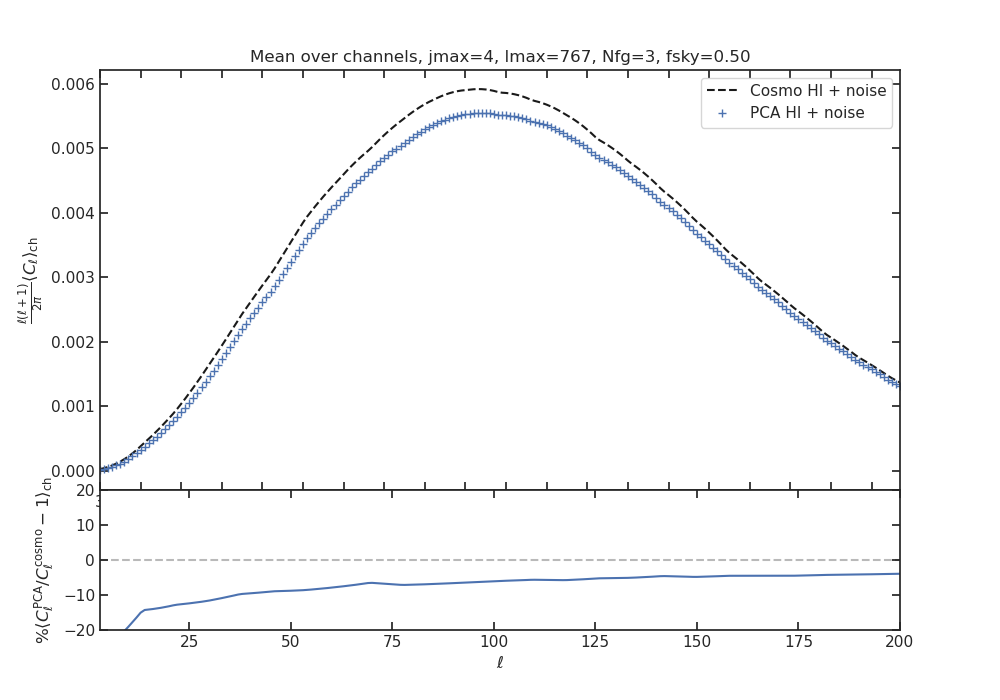 Mean over channels, jmax=4, lmax=767, Nfg=3, fsky=0.50
Cosmo HI + noise
PCA HI + noise
ℓ(ℓ+1)/2π ⟨Cℓ⟩ch
0.006
0.005
0.004
0.003
0.002
0.001
0.000
%⟨Cℓ^PCA/Cℓ^cosmo − 1⟩ch
20
10
0
−10
−20
25 50 75 100 125 150 175 200
ℓ